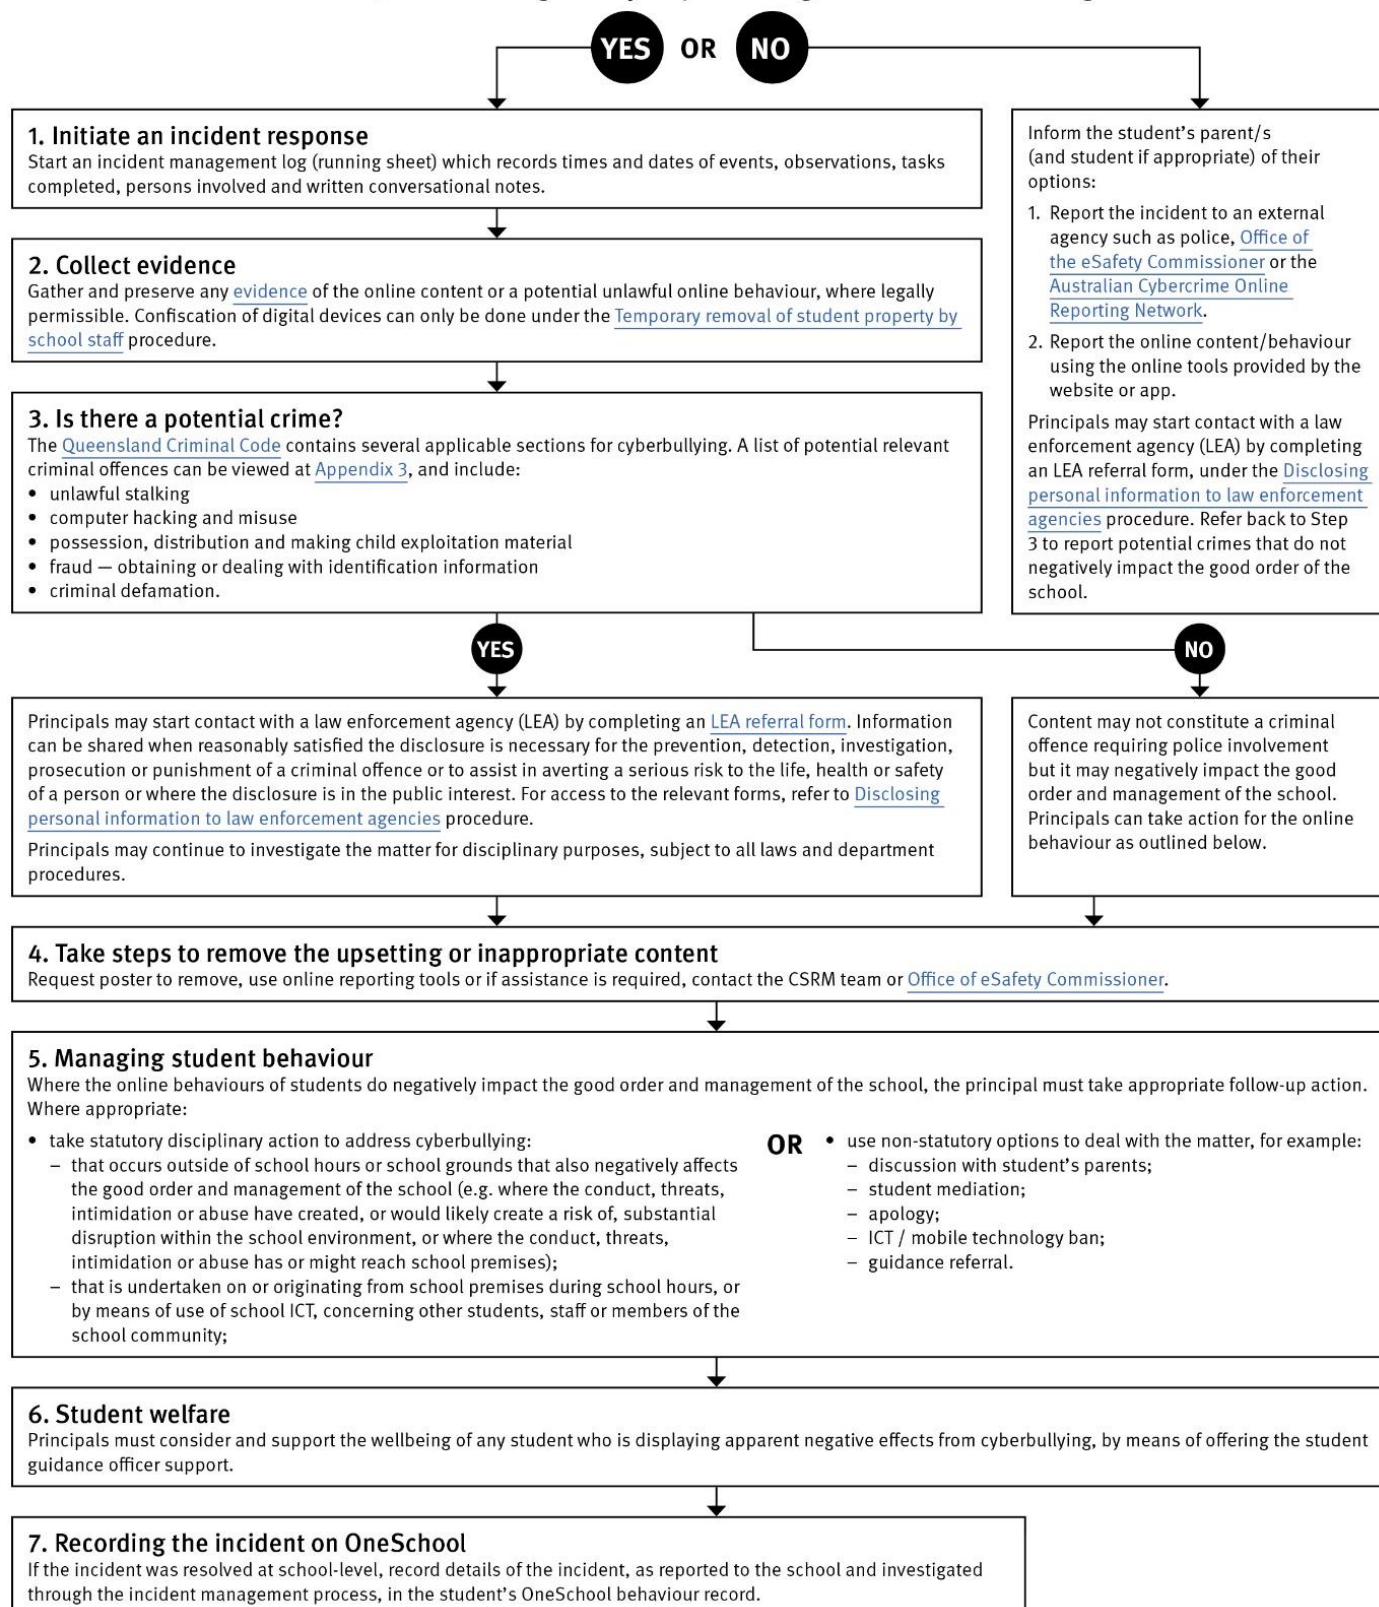 YES OR NO
1. Initiate an incident response
Start an incident management log (running sheet) which records times and dates of events, observations, tasks
completed, persons involved and written conversational notes.
2. Collect evidence
Gather and preserve any evidence of the online content or a potential unlawful online behaviour, where legally
permissible. Confiscation of digital devices can only be done under the Temporary removal of student property by
school staff procedure.
3. Is there a potential crime?
The Queensland Criminal Code contains several applicable sections for cyberbullying. A list of potential relevant
criminal offences can be viewed at Appendix 3, and include:
• unlawful stalking
• computer hacking and misuse
• possession, distribution and making child exploitation material
• fraud — obtaining or dealing with identification information
• criminal defamation.
Inform the student's parent/s
(and student if appropriate) of their
options:
1. Report the incident to an external
agency such as police, Office of
the eSafety Commissioner or the
Australian Cybercrime Online
Reporting Network.
2. Report the online content/behaviour
using the online tools provided by the
website or app.
Principals may start contact with a law
enforcement agency (LEA) by completing
an LEA referral form, under the Disclosing
personal information to law enforcement
agencies procedure. Refer back to Step
3 to report potential crimes that do not
negatively impact the good order of the
school.
YES
NO
Principals may start contact with a law enforcement agency (LEA) by completing an LEA referral form. Information
can be shared when reasonably satisfied the disclosure is necessary for the prevention, detection, investigation,
prosecution or punishment of a criminal offence or to assist in averting a serious risk to the life, health or safety
of a person or where the disclosure is in the public interest. For access to the relevant forms, refer to Disclosing
personal information to law enforcement agencies procedure.
Principals may continue to investigate the matter for disciplinary purposes, subject to all laws and department
procedures.
Content may not constitute a criminal
offence requiring police involvement
but it may negatively impact the good
order and management of the school.
Principals can take action for the online
behaviour as outlined below.
4. Take steps to remove the upsetting or inappropriate content
Request poster to remove, use online reporting tools or if assistance is required, contact the CSRM team or Office of eSafety Commissioner.
5. Managing student behaviour
Where the online behaviours of students do negatively impact the good order and management of the school, the principal must take appropriate follow-up action.
Where appropriate:
• take statutory disciplinary action to address cyberbullying:
– that occurs outside of school hours or school grounds that also negatively affects
the good order and management of the school (e.g. where the conduct, threats,
intimidation or abuse have created, or would likely create a risk of, substantial
disruption within the school environment, or where the conduct, threats,
intimidation or abuse has or might reach school premises);
– that is undertaken on or originating from school premises during school hours, or
by means of use of school ICT, concerning other students, staff or members of the
school community;
OR
• use non-statutory options to deal with the matter, for example:
– discussion with student's parents;
– student mediation;
– apology;
– ICT / mobile technology ban;
– guidance referral.
6. Student welfare
Principals must consider and support the wellbeing of any student who is displaying apparent negative effects from cyberbullying, by means of offering the student
guidance officer support.
7. Recording the incident on OneSchool
If the incident was resolved at school-level, record details of the incident, as reported to the school and investigated
through the incident management process, in the student's OneSchool behaviour record.